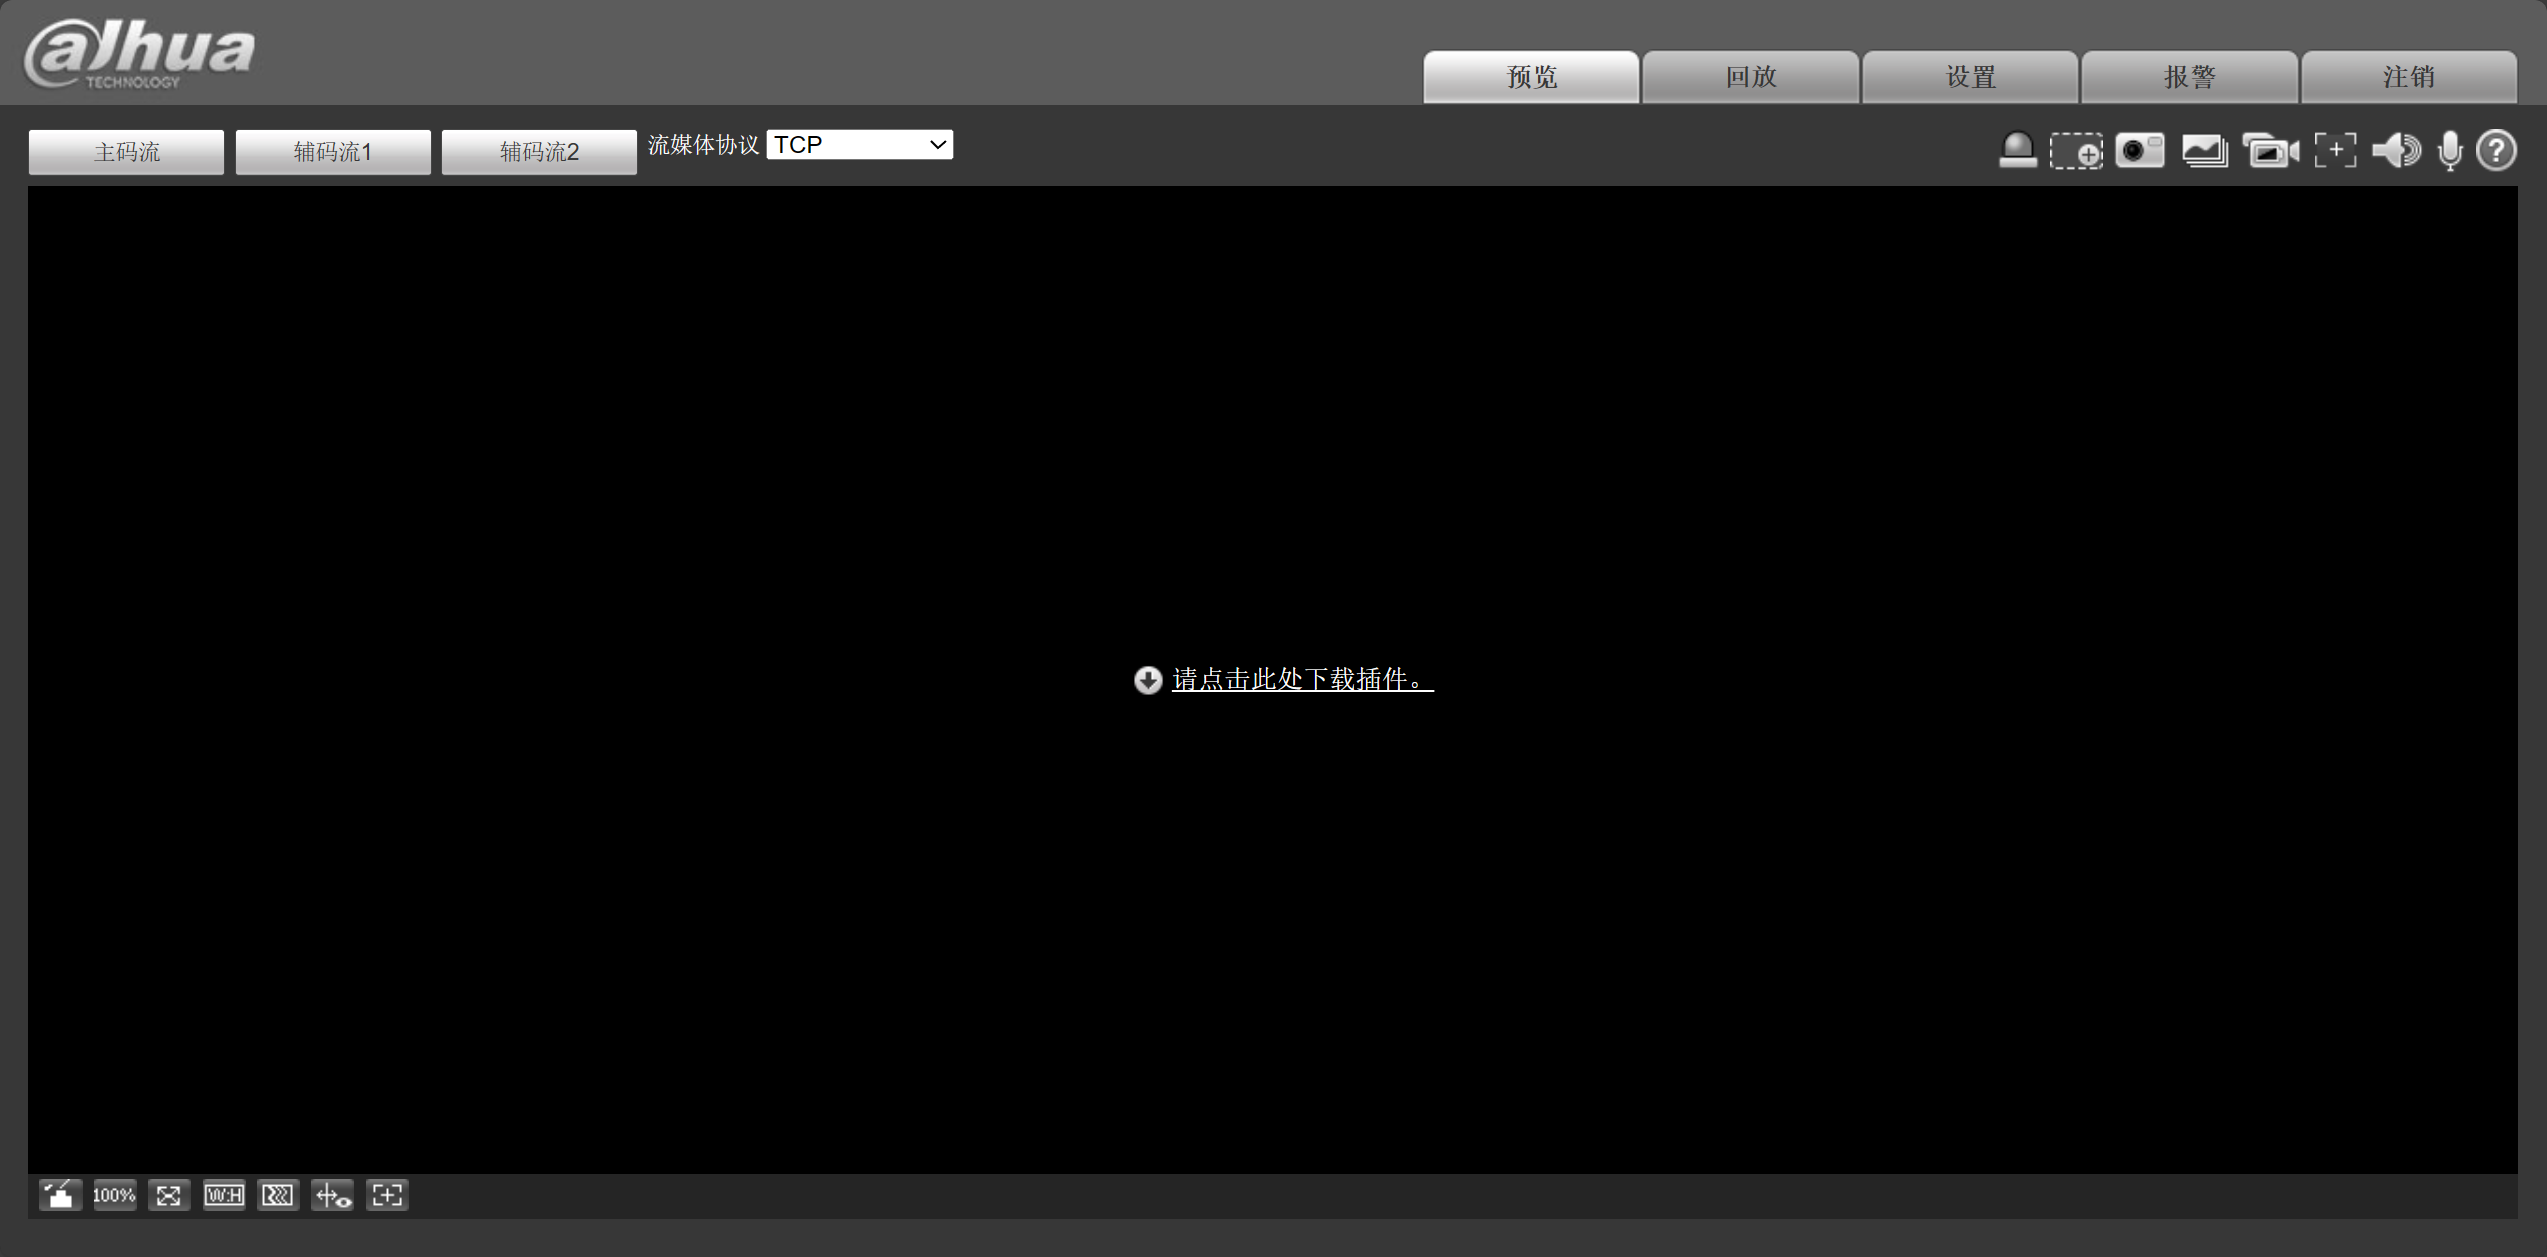 alhua
TECHNOLOGY
预览
回放
设置
报警
注销
主码流
辅码流1
辅码流2
流媒体协议
TCP
请点击此处下载插件。
100%
W:H